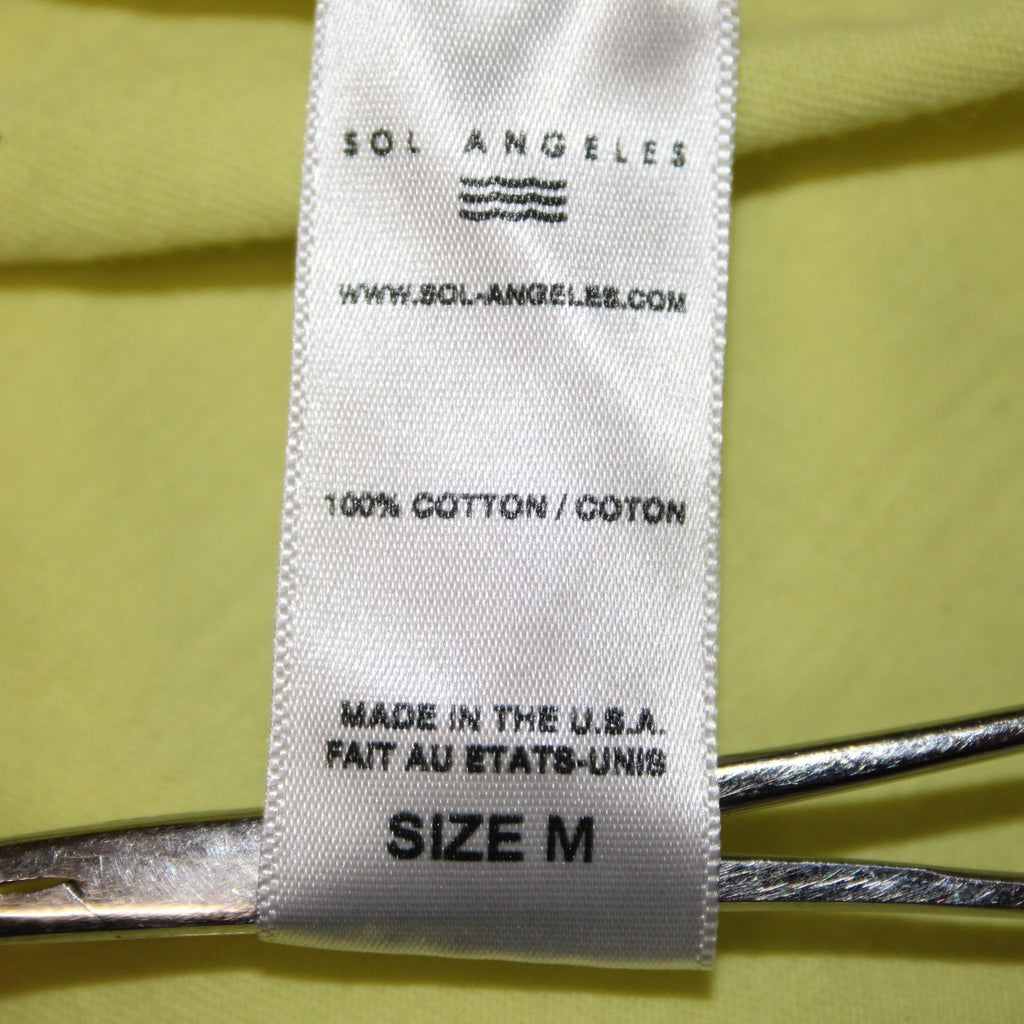 SOL ANGELES
WWW.SOL-ANGELES.COM
100% COTTON / COTON
MADE IN THE U.S.A.
FAIT AU ETATS-UNIS
SIZE M